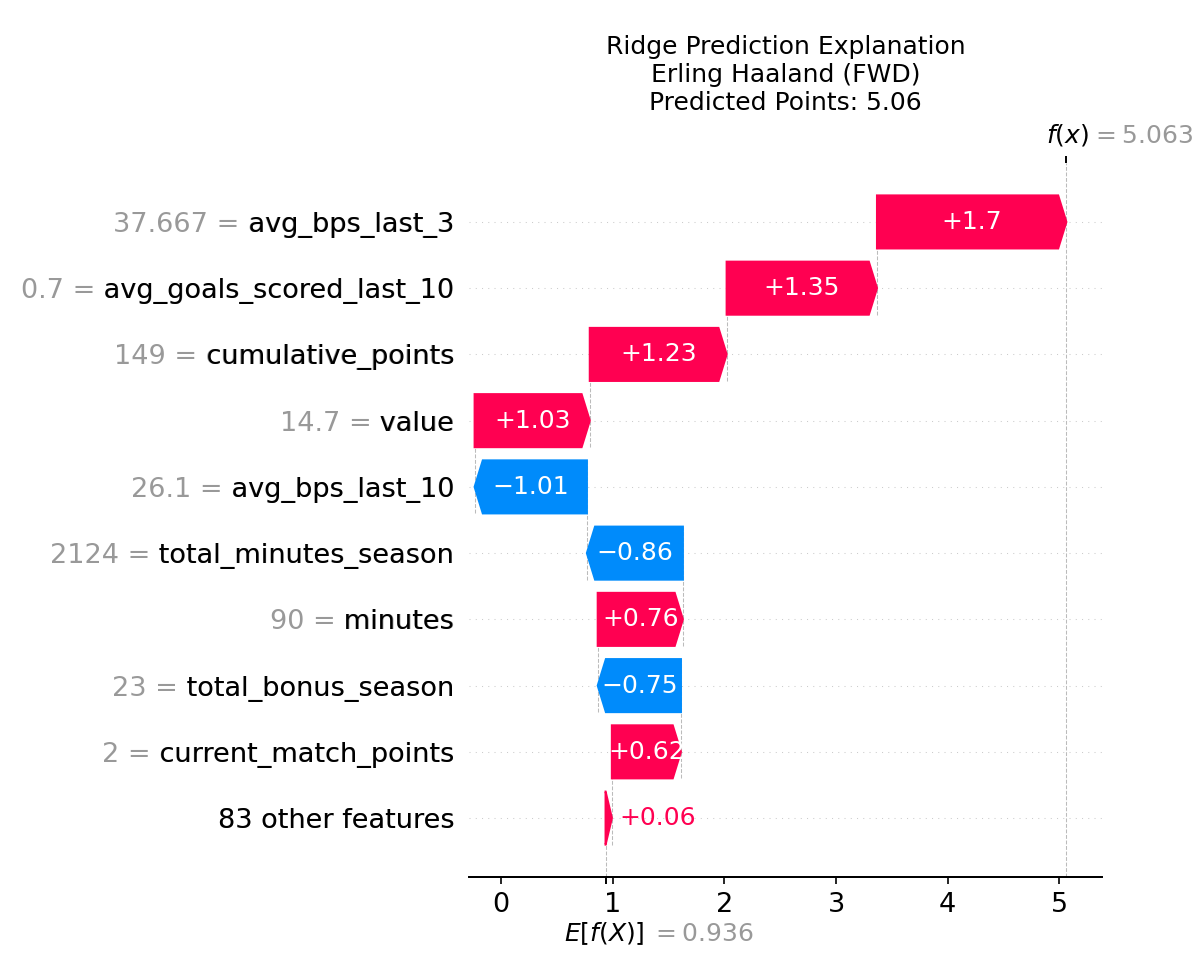 Ridge Prediction Explanation
Erling Haaland (FWD)
Predicted Points: 5.06
f(x) = 5.063
37.667 = avg_bps_last_3 +1.7
0.7 = avg_goals_scored_last_10 +1.35
149 = cumulative_points +1.23
14.7 = value +1.03
26.1 = avg_bps_last_10 −1.01
2124 = total_minutes_season −0.86
90 = minutes +0.76
23 = total_bonus_season −0.75
2 = current_match_points +0.62
83 other features +0.06
0 1 2 3 4 5
E[f(X)] = 0.936